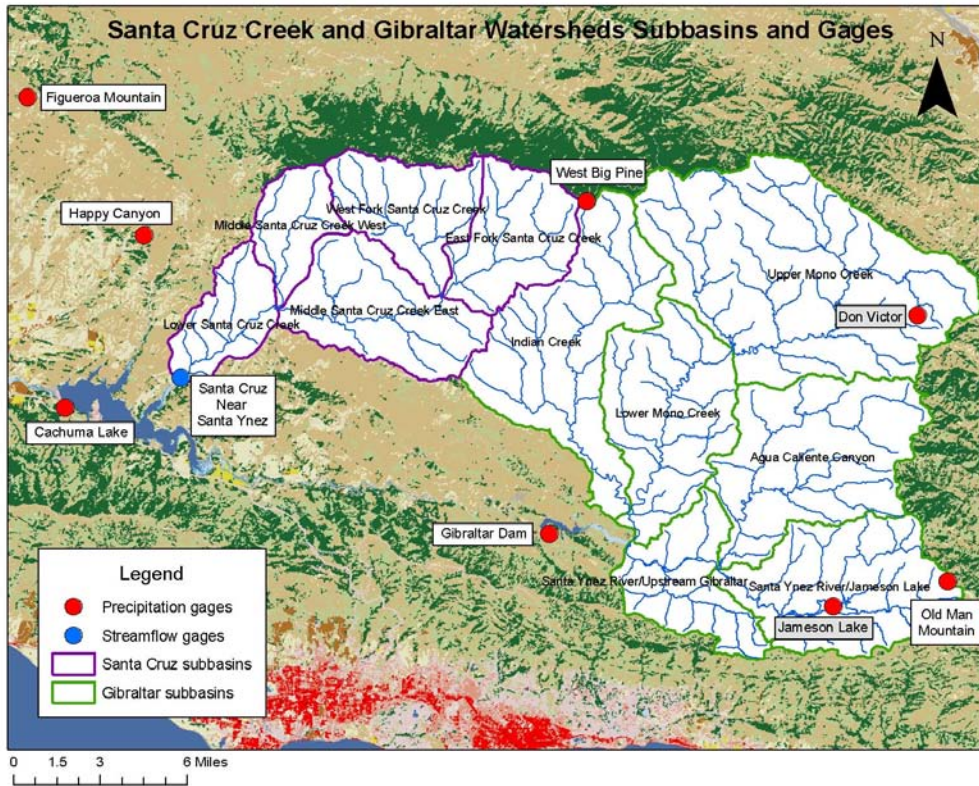 Santa Cruz Creek and Gibraltar Watersheds Subbasins and Gages
N
Figueroa Mountain
West Big Pine
Happy Canyon
West Fork Santa Cruz Creek
Middle Santa Cruz Creek West
East Fork Santa Cruz Creek
Upper Mono Creek
Don Victor
Middle Santa Cruz Creek East
Lower Santa Cruz Creek
Indian Creek
Santa Cruz
Near
Santa Ynez
Cachuma Lake
Lower Mono Creek
Agua Caliente Canyon
Gibraltar Dam
Santa Ynez River/Upstream Gibraltar
Santa Ynez River/Jameson Lake
Jameson Lake
Old Man
Mountain
Legend
Precipitation gages
Streamflow gages
Santa Cruz subbasins
Gibraltar subbasins
0 1.5 3 6 Miles